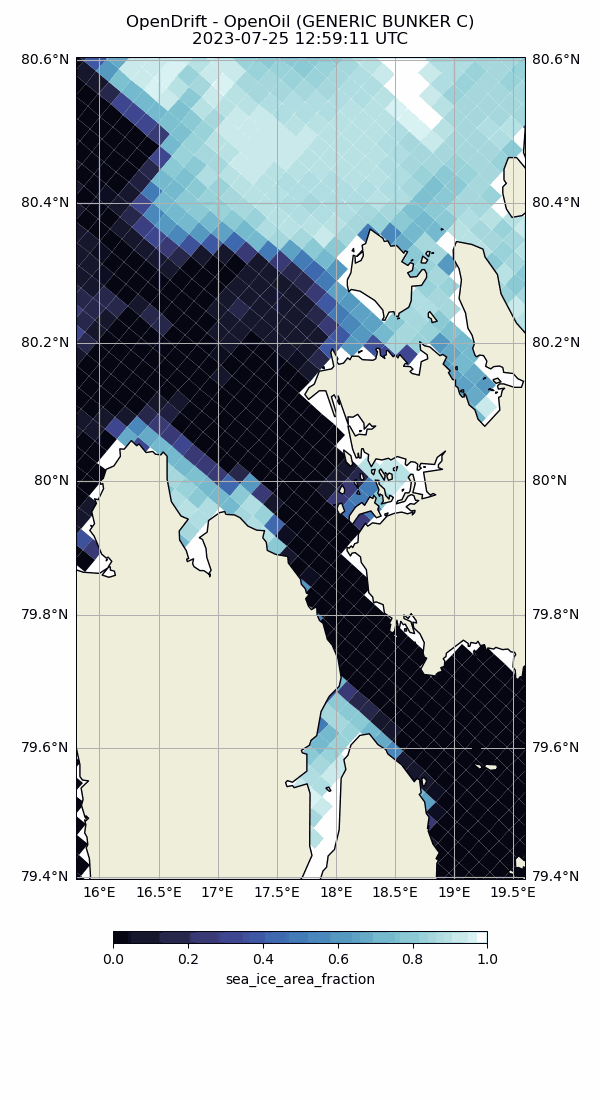 OpenDrift - OpenOil (GENERIC BUNKER C)
2023-07-25 12:59:11 UTC
80.6°N 80.6°N
80.4°N 80.4°N
80.2°N 80.2°N
80°N 80°N
79.8°N 79.8°N
79.6°N 79.6°N
79.4°N 79.4°N
16°E 16.5°E 17°E 17.5°E 18°E 18.5°E 19°E 19.5°E
0.0 0.2 0.4 0.6 0.8 1.0
sea_ice_area_fraction